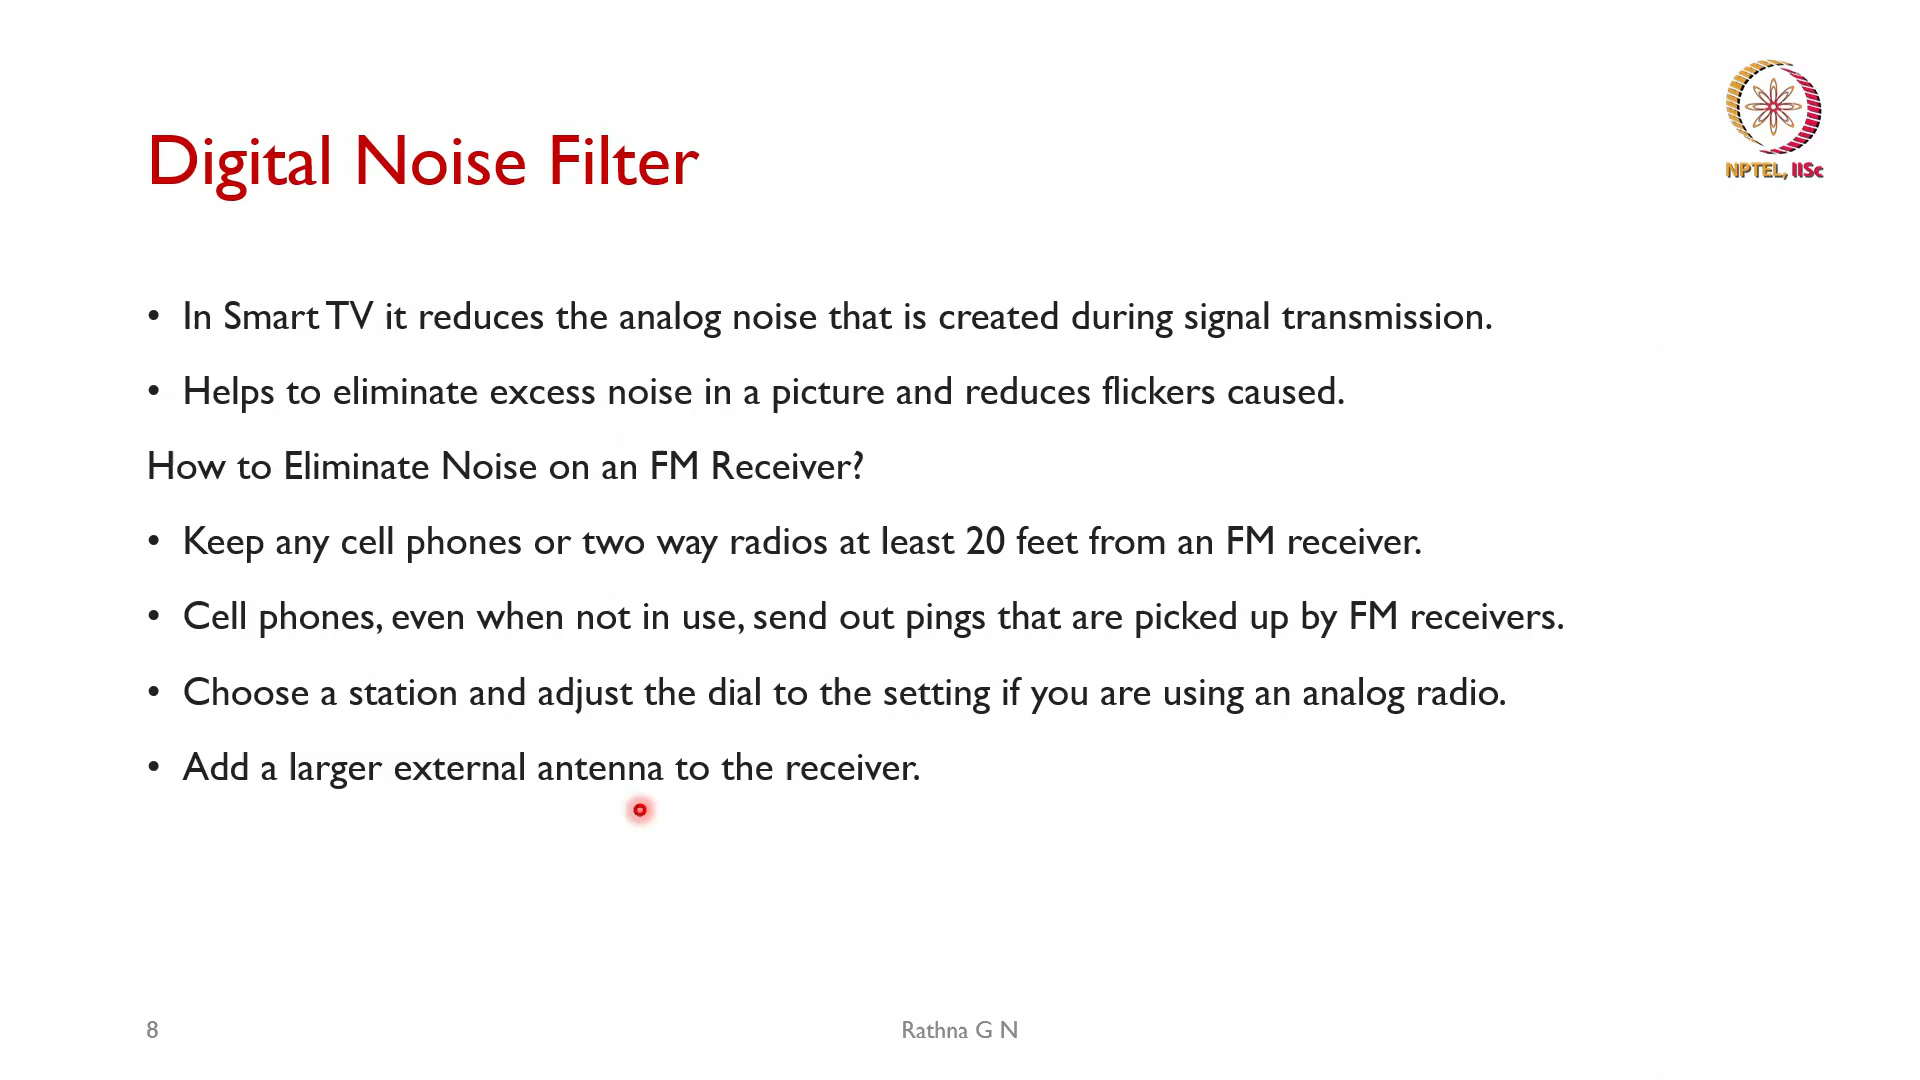 NPTEL, IISc
Digital Noise Filter
• In Smart TV it reduces the analog noise that is created during signal transmission.
• Helps to eliminate excess noise in a picture and reduces flickers caused.
How to Eliminate Noise on an FM Receiver?
• Keep any cell phones or two way radios at least 20 feet from an FM receiver.
• Cell phones, even when not in use, send out pings that are picked up by FM receivers.
• Choose a station and adjust the dial to the setting if you are using an analog radio.
• Add a larger external antenna to the receiver.
8
Rathna G N